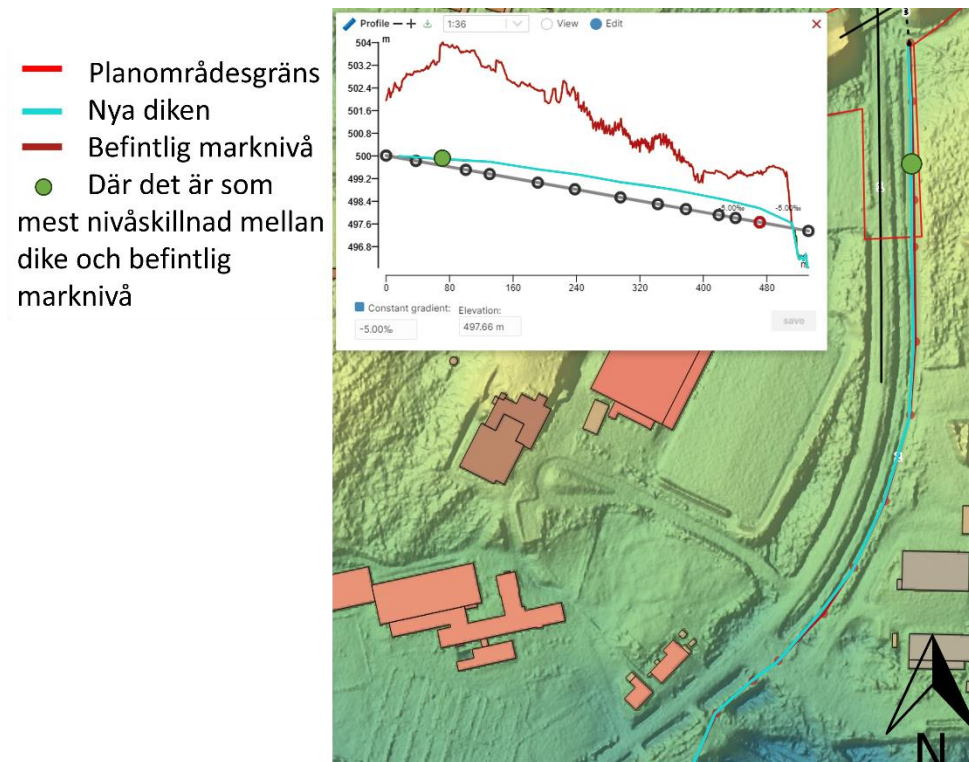 Planområdesgräns
Nya diken
Befintlig marknivå
Där det är som
mest nivåskillnad mellan
dike och befintlig
marknivå
Profile
1:36
View
Edit
m
504
503.2
502.4
501.6
500.8
500
499.2
498.4
497.6
496.8
-5.00‰
-5.00‰
m
0
80
160
240
320
400
480
Constant gradient:
Elevation:
-5.00‰
497.66 m
save
N